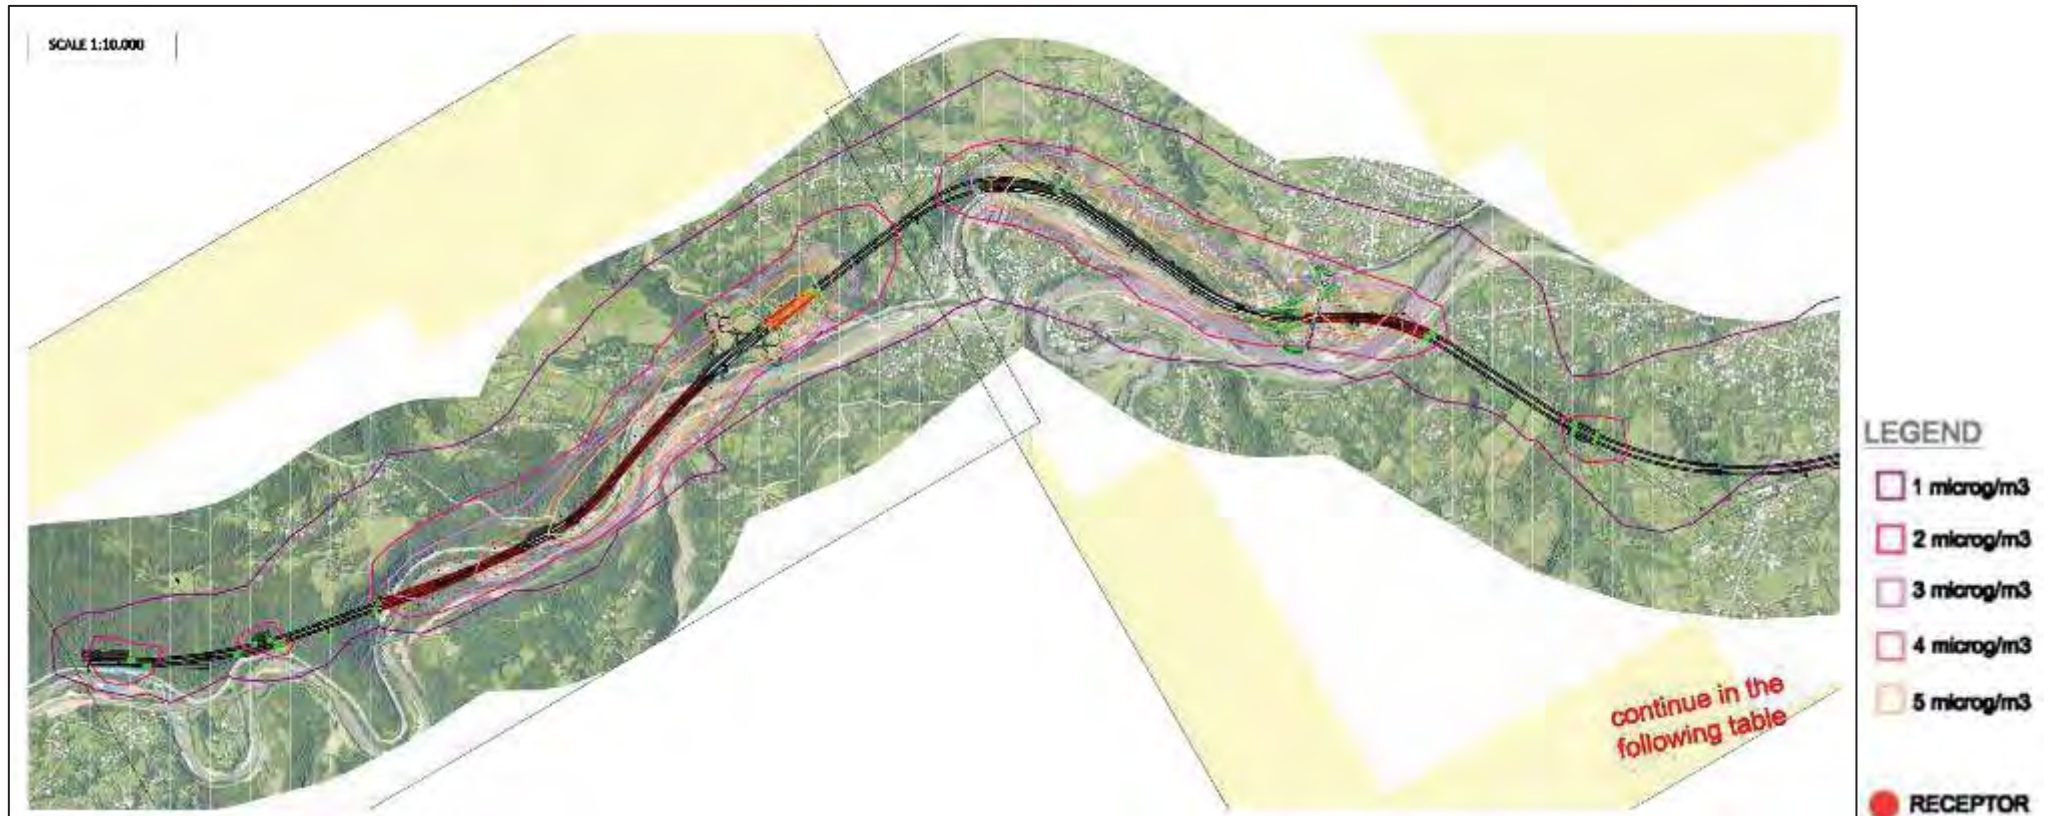 SCALE 1:10.000
LEGEND
1 microg/m3
2 microg/m3
3 microg/m3
4 microg/m3
5 microg/m3
RECEPTOR
continue in the
following table